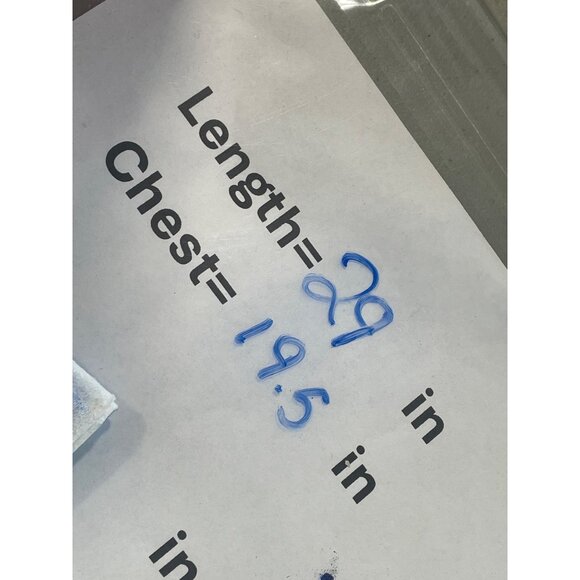 Length= 29 in
Chest= 19.5 in
in